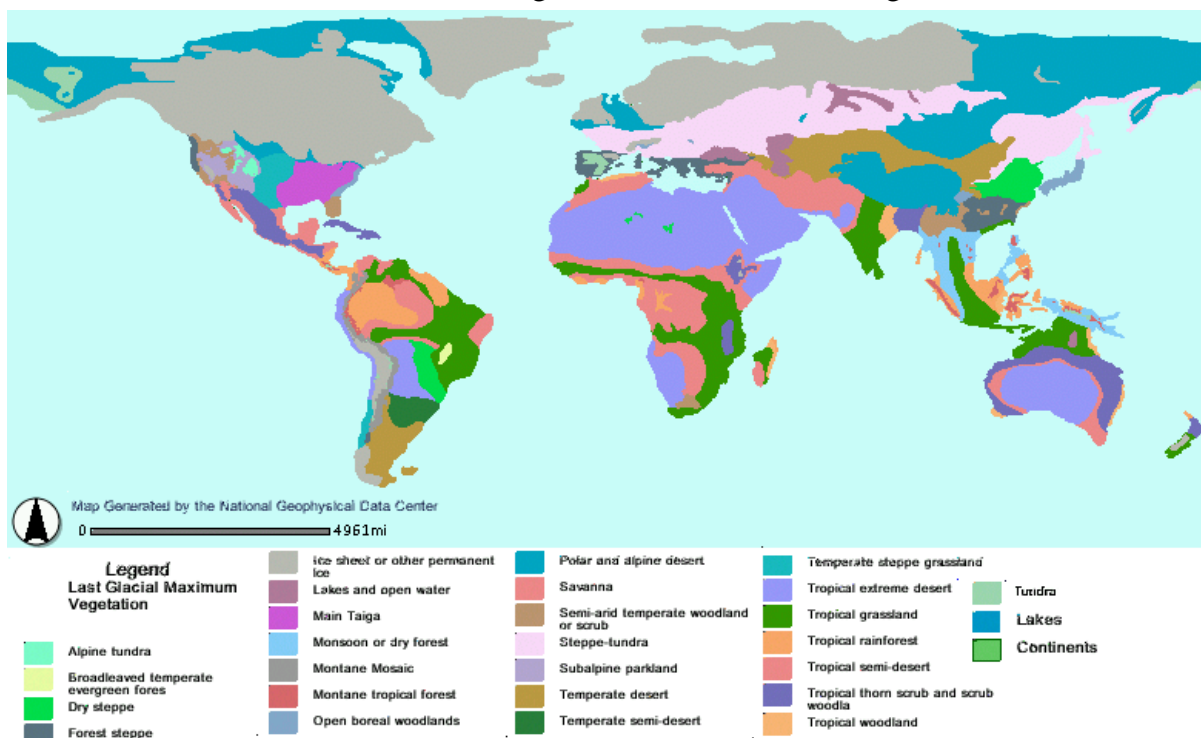 Map Generated by the National Geophysical Data Center
0
4961mi
Legend
Last Glacial Maximum
Vegetation
Alpine tundra
Broadleaved temperate
evergreen fores
Dry steppe
Forest steppe
Ice sheet or other permanent
ice
Lakes and open water
Main Taiga
Monsoon or dry forest
Montane Mosaic
Montane tropical forest
Open boreal woodlands
Polar and alpine desert
Savanna
Semi-arid temperate woodland
or scrub
Steppe-tundra
Subalpine parkland
Temperate desert
Temperate semi-desert
Temperate steppe grassland
Tropical extreme desert
Tropical grassland
Tropical rainforest
Tropical semi-desert
Tropical thorn scrub and scrub
woodla
Tropical woodland
Tundra
Lakes
Continents